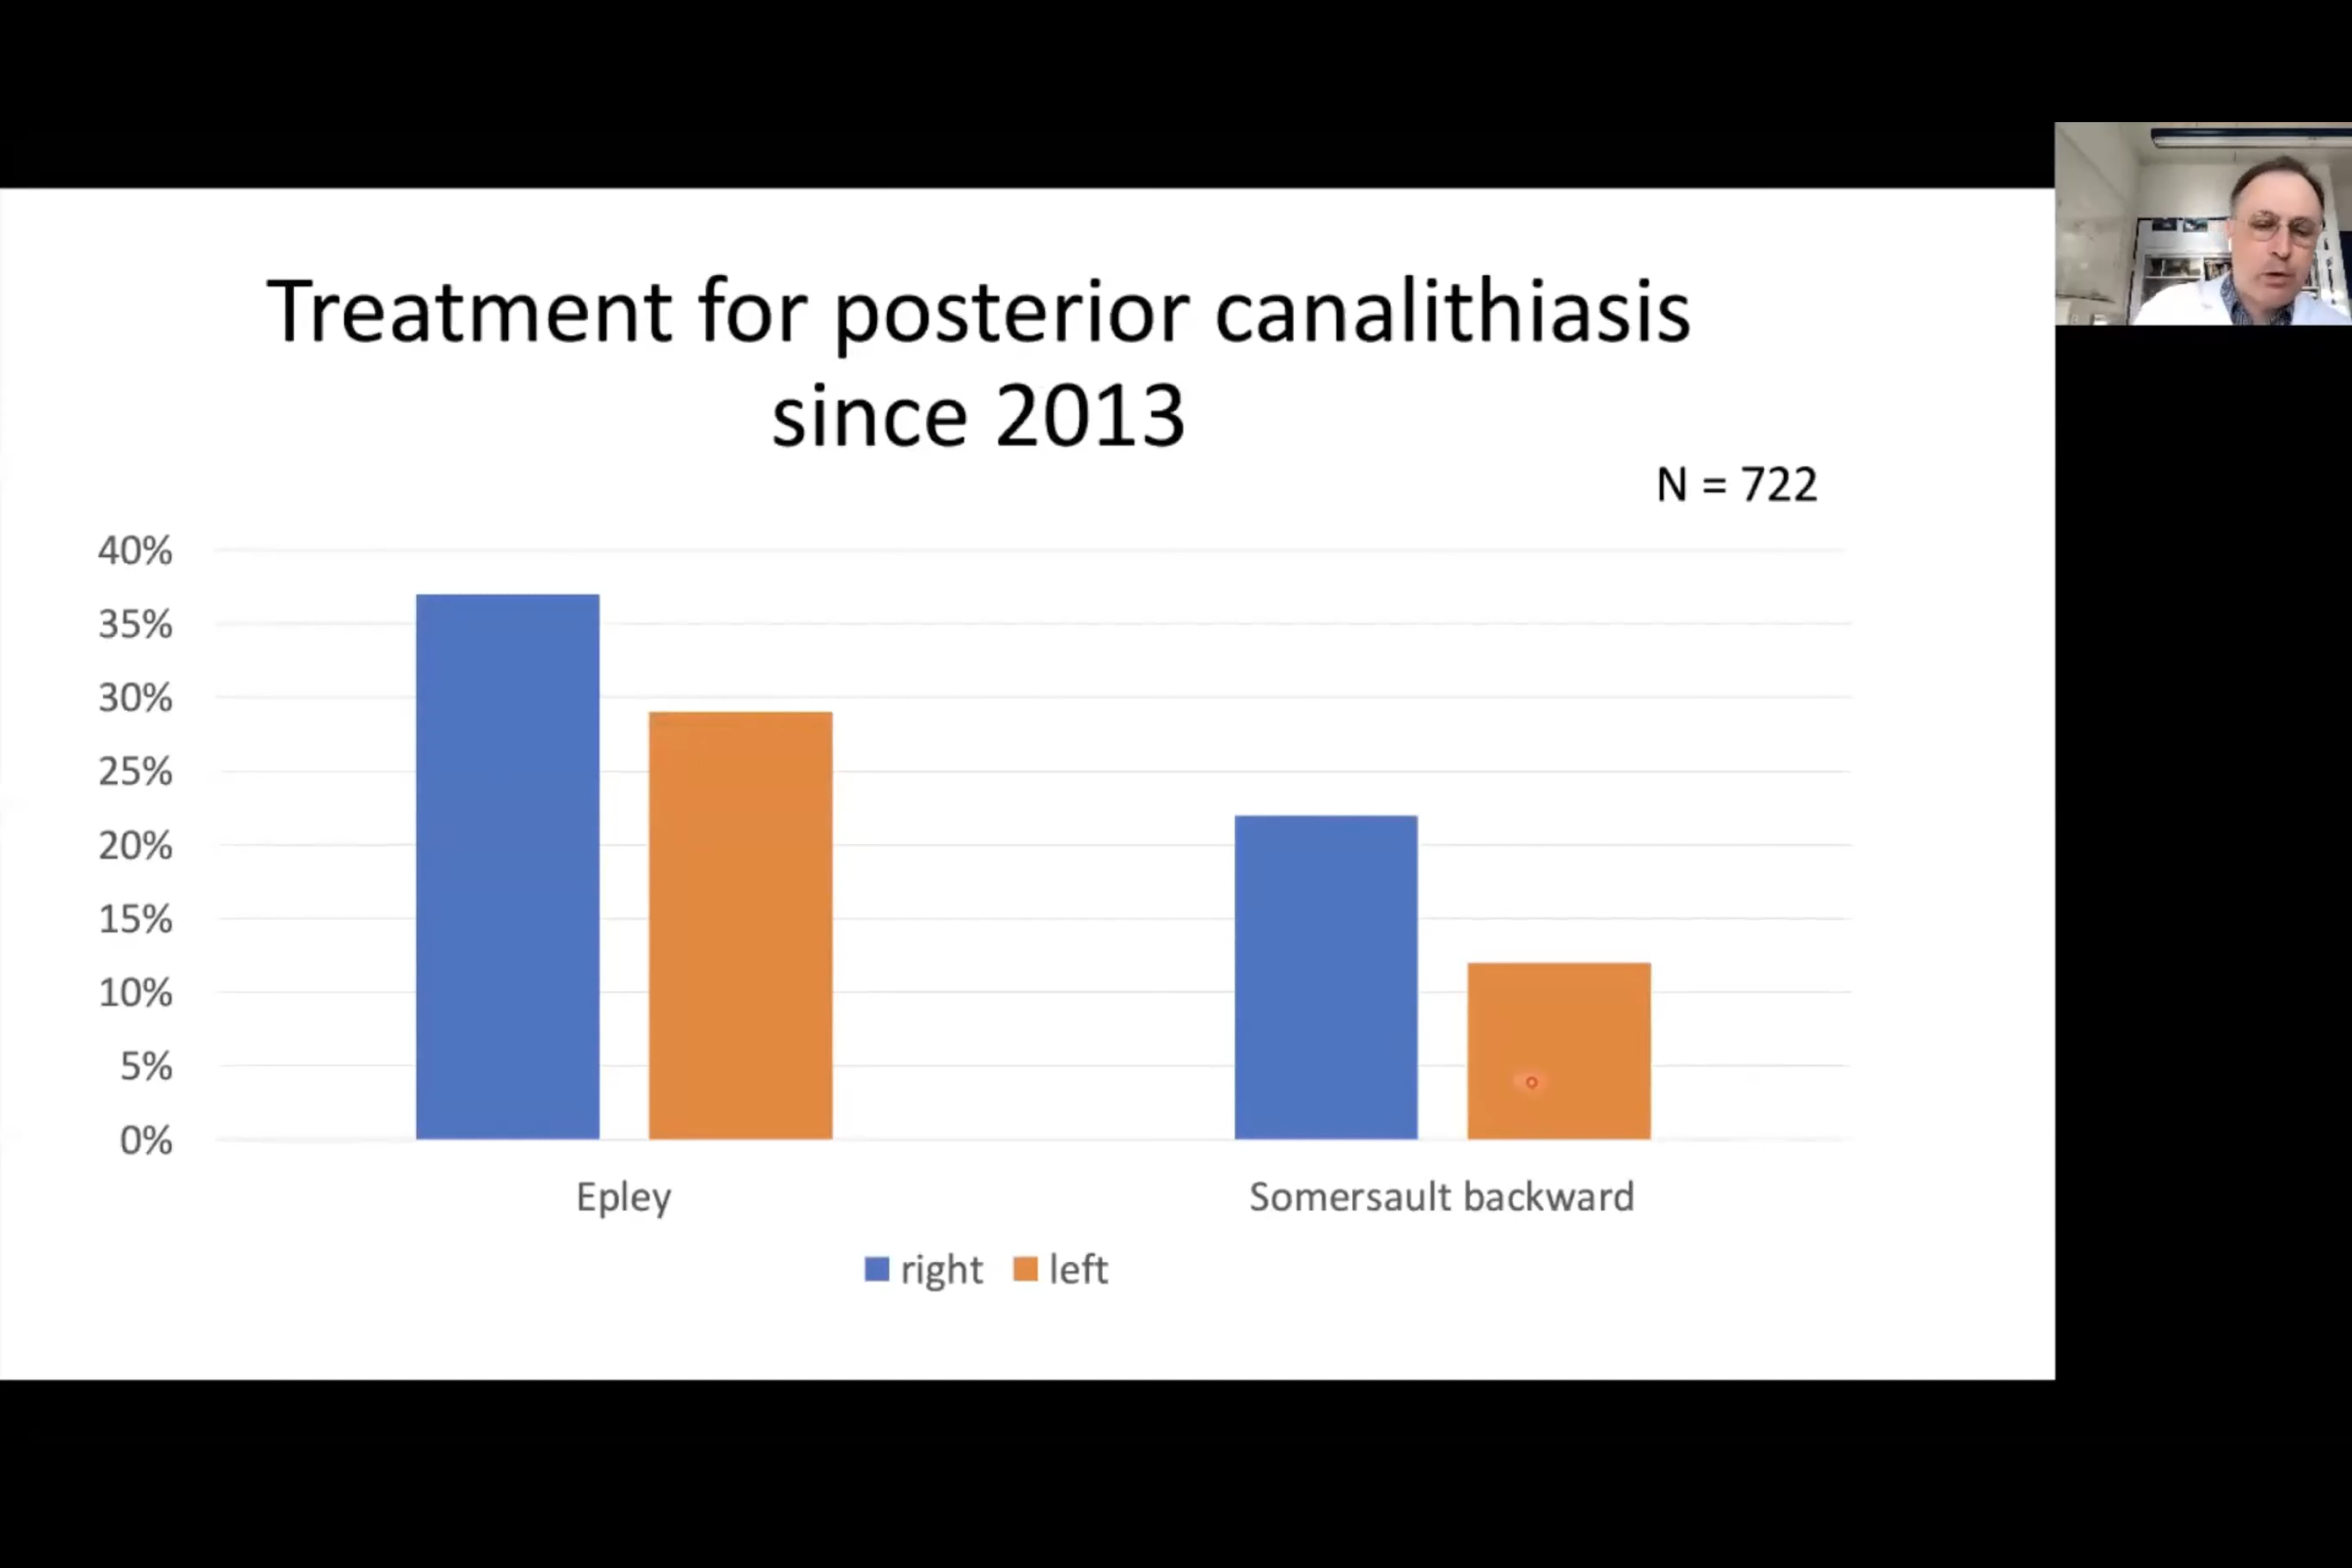 Treatment for posterior canalithiasis
since 2013
N = 722
40%
35%
30%
25%
20%
15%
10%
5%
0%
Epley
Somersault backward
right
left